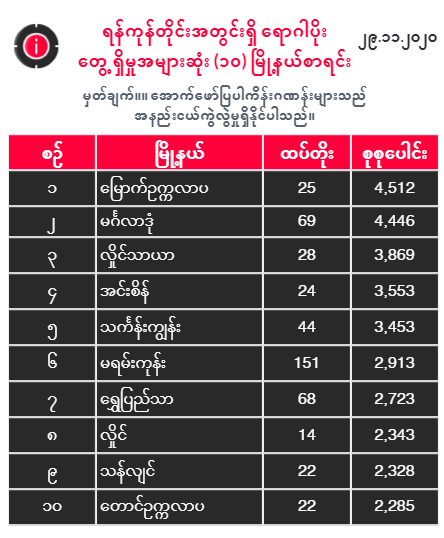 ရန်ကုန်တိုင်းအတွင်းရှိ ရောဂါပိုး
တွေ့ရှိမှုအများဆုံး (၁၀) မြို့နယ်စာရင်း
၂၉.၁၁.၂၀၂၀
မှတ်ချက်။။ အောက်ဖော်ပြပါကိန်းဂဏန်းများသည်
အနည်းငယ်ကွဲလွဲမှုရှိနိုင်ပါသည်။
စဉ် မြို့နယ် ထပ်တိုး စုစုပေါင်း
၁ မြောက်ဥက္ကလာပ 25 4,512
၂ မင်္ဂလာဒုံ 69 4,446
၃ လှိုင်သာယာ 28 3,869
၄ အင်းစိန် 24 3,553
၅ သင်္ကန်းကျွန်း 44 3,453
၆ မရမ်းကုန်း 151 2,913
၇ ရွှေပြည်သာ 68 2,723
၈ လှိုင် 14 2,343
၉ သန်လျင် 22 2,328
၁၀ တောင်ဥက္ကလာပ 22 2,285